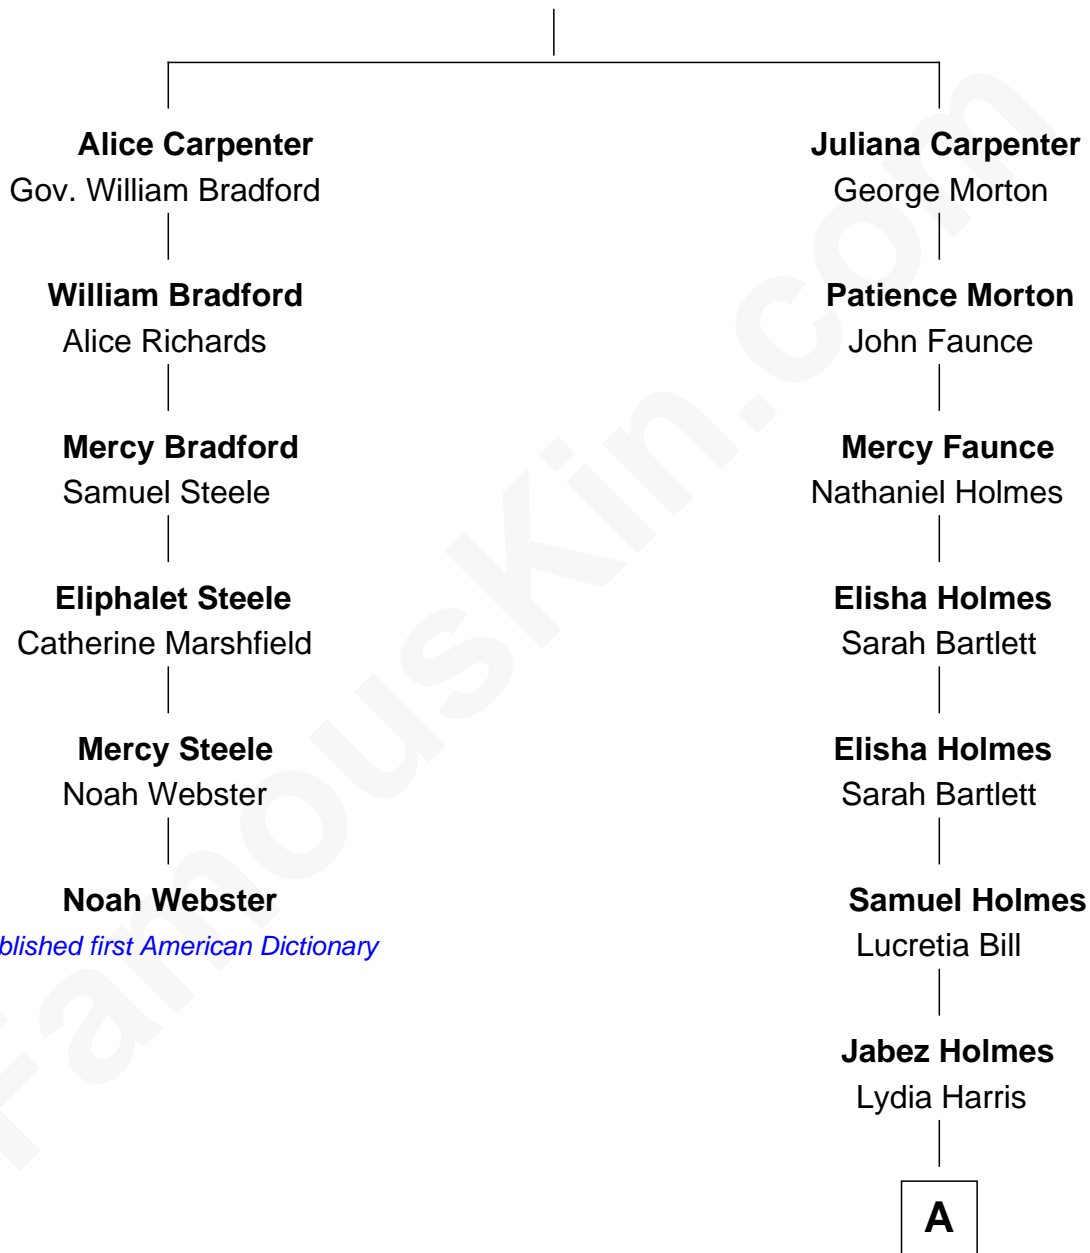 Alice Carpenter
Gov. William Bradford
William Bradford
Alice Richards
Mercy Bradford
Samuel Steele
Eliphalet Steele
Catherine Marshfield
Mercy Steele
Noah Webster
Noah Webster
blished first American Dictionary
Juliana Carpenter
George Morton
Patience Morton
John Faunce
Mercy Faunce
Nathaniel Holmes
Elisha Holmes
Sarah Bartlett
Elisha Holmes
Sarah Bartlett
Samuel Holmes
Lucretia Bill
Jabez Holmes
Lydia Harris
A
FamousKin.com